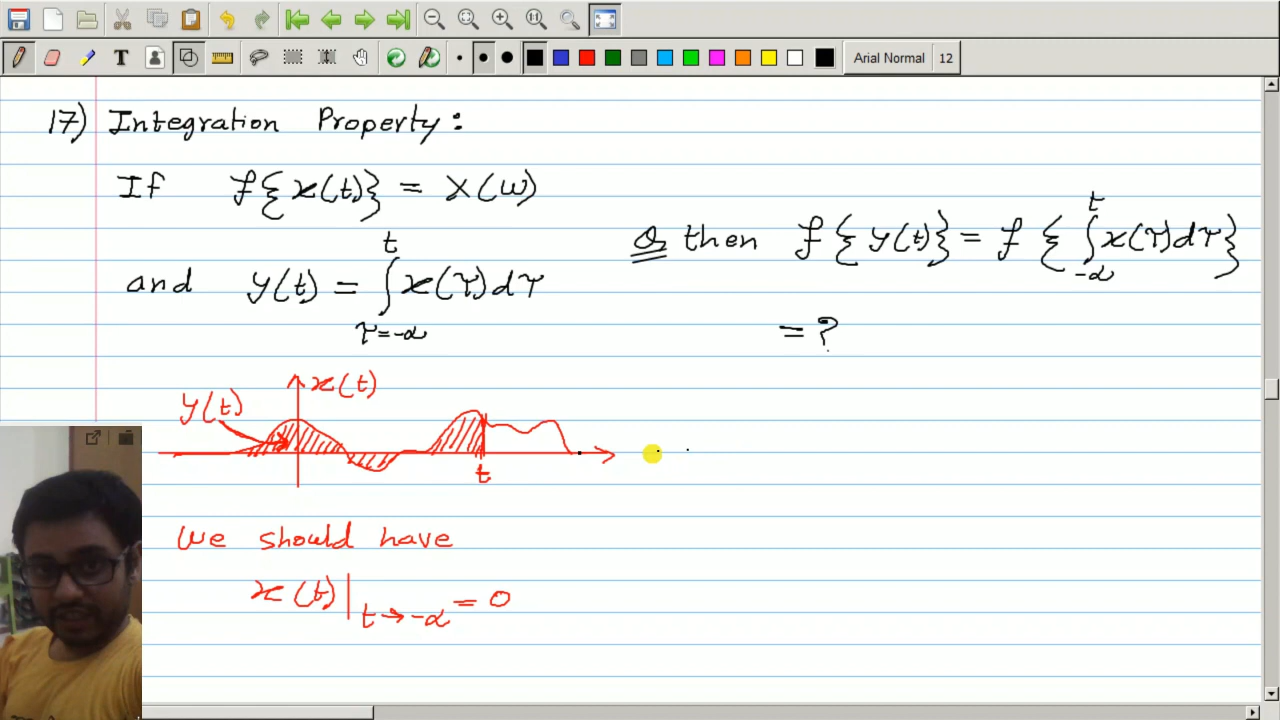 Arial Normal 12
17) Integration Property:
If f{x(t)} = X(ω)
and y(t) = ∫_{τ=-∞}^{t} x(τ)dτ
Q then f{y(t)} = f{∫_{-∞}^{t} x(τ)dτ}
= ?
x(t)
y(t)
t
we should have
x(t)|_{t→-∞} = 0